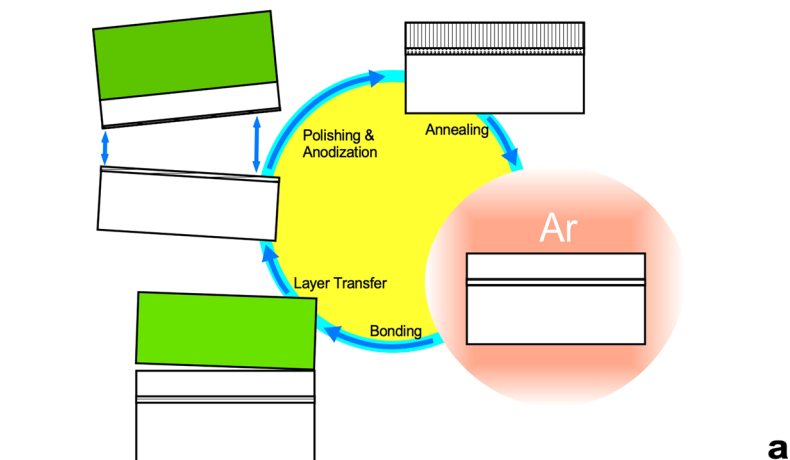 Polishing &
Anodization
Annealing
Ar
Layer Transfer
Bonding
a